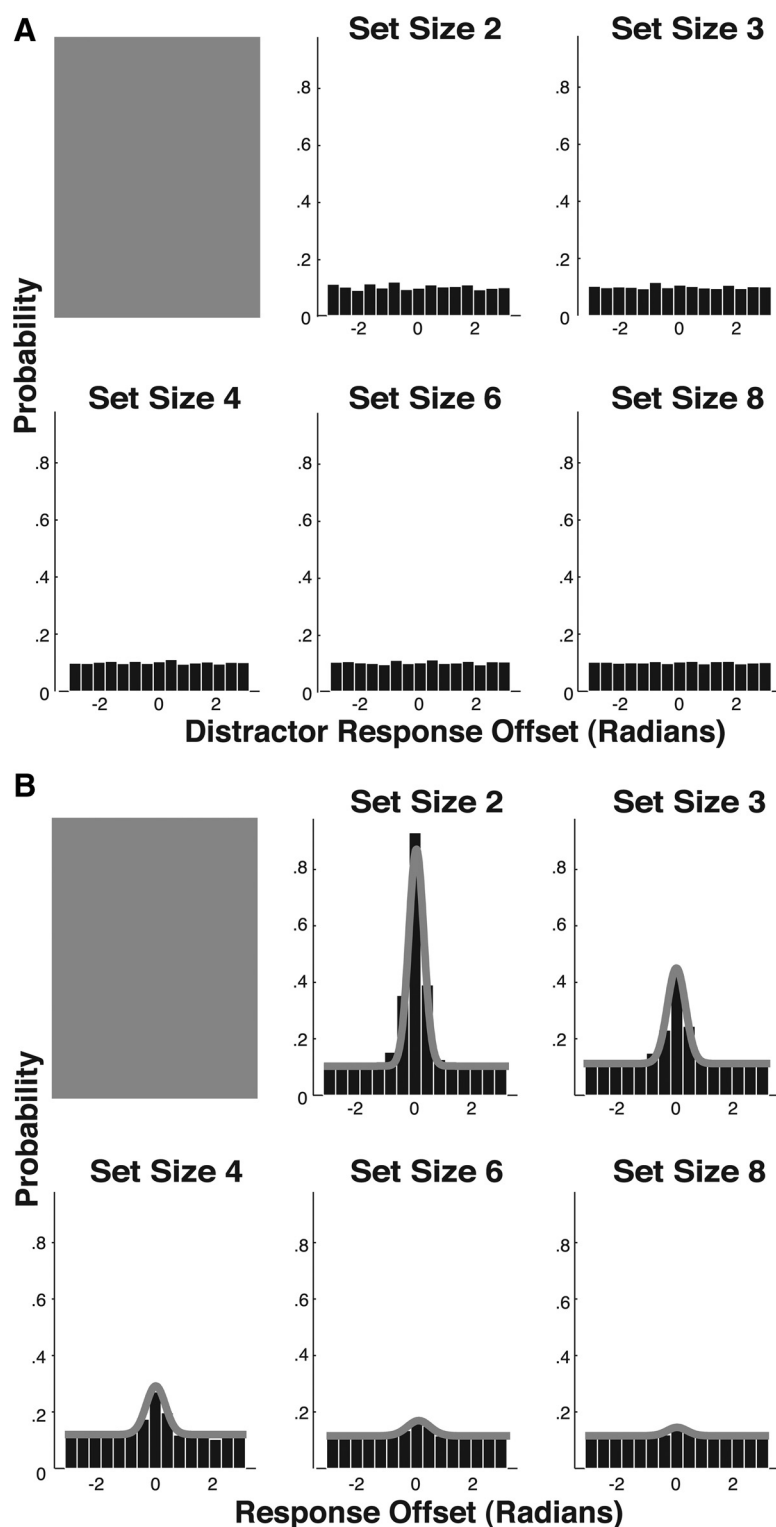 A
Set Size 2
Set Size 3
Probability
.8
.6
.4
.2
0
-2 0 2
.8
.6
.4
.2
0
-2 0 2
Set Size 4
Set Size 6
Set Size 8
.8
.6
.4
.2
0
-2 0 2
.8
.6
.4
.2
0
-2 0 2
.8
.6
.4
.2
0
-2 0 2
Distractor Response Offset (Radians)
B
Set Size 2
Set Size 3
Probability
.8
.6
.4
.2
0
-2 0 2
.8
.6
.4
.2
0
-2 0 2
Set Size 4
Set Size 6
Set Size 8
.8
.6
.4
.2
0
-2 0 2
.8
.6
.4
.2
-2 0 2
.8
.6
.4
.2
-2 0 2
Response Offset (Radians)